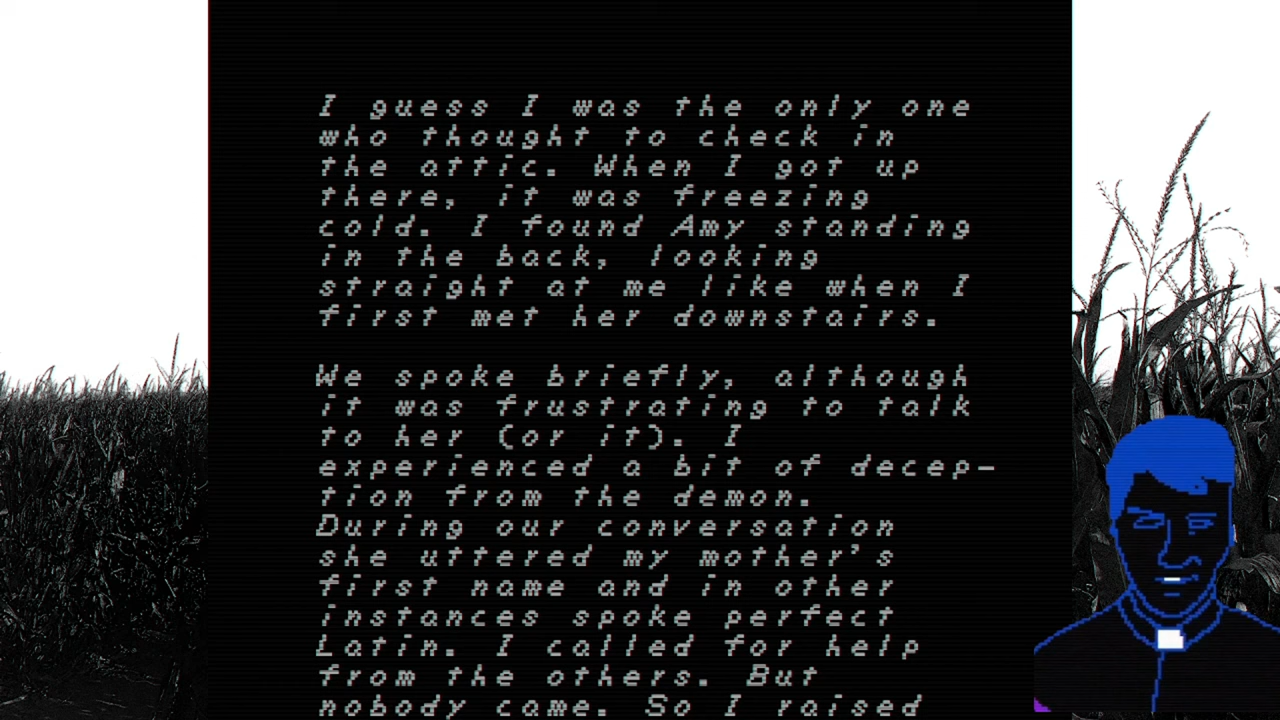 I guess I was the only one
who thought to check in
the attic. When I got up
there, it was freezing
cold. I found Amy standing
in the back, looking
straight at me like when I
first met her downstairs.
We spoke briefly, although
it was frustrating to talk
to her (or it). I
experienced a bit of decep-
tion from the demon.
During our conversation
she uttered my mother's
first name and in other
instances spoke perfect
Latin. I called for help
from the others. But
nobody came. So I raised